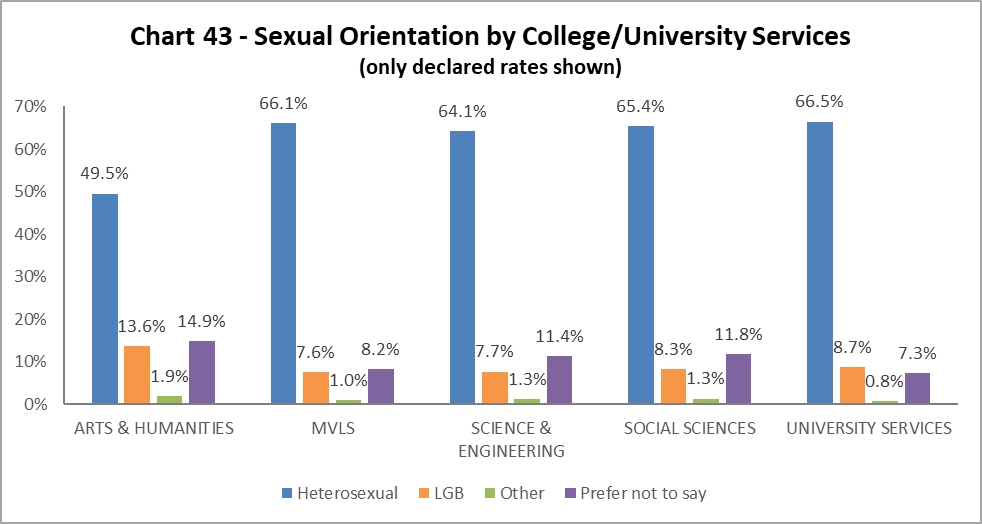 Chart 43 - Sexual Orientation by College/University Services
(only declared rates shown)
70%
60%
50%
40%
30%
20%
10%
0%
49.5%
13.6%
1.9%
14.9%
66.1%
7.6%
1.0%
8.2%
64.1%
7.7%
1.3%
11.4%
65.4%
8.3%
1.3%
11.8%
66.5%
8.7%
0.8%
7.3%
ARTS & HUMANITIES
MVLS
SCIENCE &
ENGINEERING
SOCIAL SCIENCES
UNIVERSITY SERVICES
Heterosexual
LGB
Other
Prefer not to say